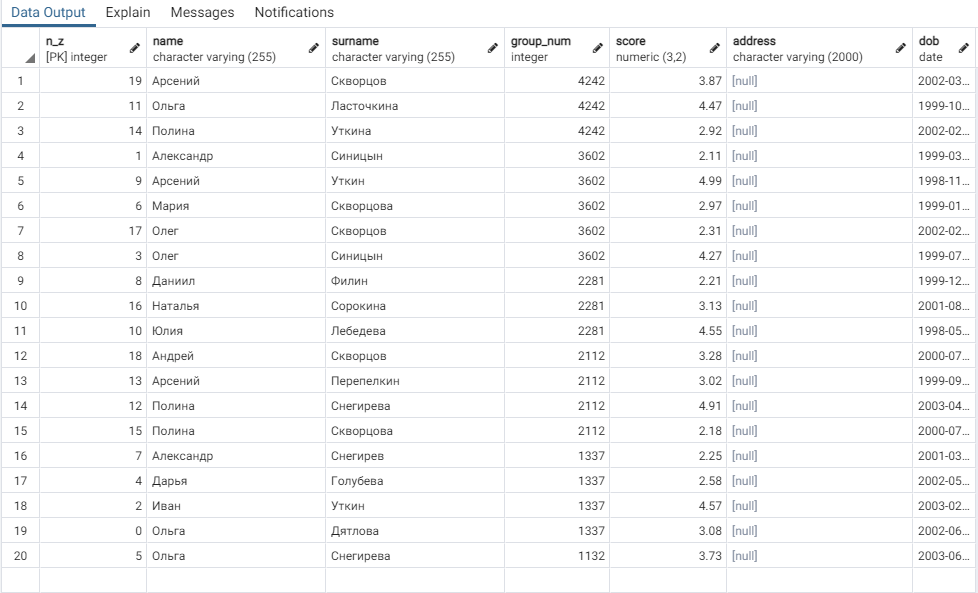 Data Output Explain Messages Notifications
n_z name surname group_num score address dob
[PK] integer character varying (255) character varying (255) integer numeric (3,2) character varying (2000) date
1 19 Арсений Скворцов 4242 3.87 [null] 2002-03...
2 11 Ольга Ласточкина 4242 4.47 [null] 1999-10...
3 14 Полина Уткина 4242 2.92 [null] 2002-02...
4 1 Александр Синицын 3602 2.11 [null] 1999-03...
5 9 Арсений Уткин 3602 4.99 [null] 1998-11...
6 6 Мария Скворцова 3602 2.97 [null] 1999-01...
7 17 Олег Скворцов 3602 2.31 [null] 2002-02...
8 3 Олег Синицын 3602 4.27 [null] 1999-07...
9 8 Даниил Филин 2281 2.21 [null] 1999-12...
10 16 Наталья Сорокина 2281 3.13 [null] 2001-08...
11 10 Юлия Лебедева 2281 4.55 [null] 1998-05...
12 18 Андрей Скворцов 2112 3.28 [null] 2000-07...
13 13 Арсений Перепелкин 2112 3.02 [null] 1999-09...
14 12 Полина Снегирева 2112 4.91 [null] 2003-04...
15 15 Полина Скворцова 2112 2.18 [null] 2000-07...
16 7 Александр Снегирев 1337 2.25 [null] 2001-03...
17 4 Дарья Голубева 1337 2.58 [null] 2002-05...
18 2 Иван Уткин 1337 4.57 [null] 2003-02...
19 0 Ольга Дятлова 1337 3.08 [null] 2002-06...
20 5 Ольга Снегирева 1132 3.73 [null] 2003-06...